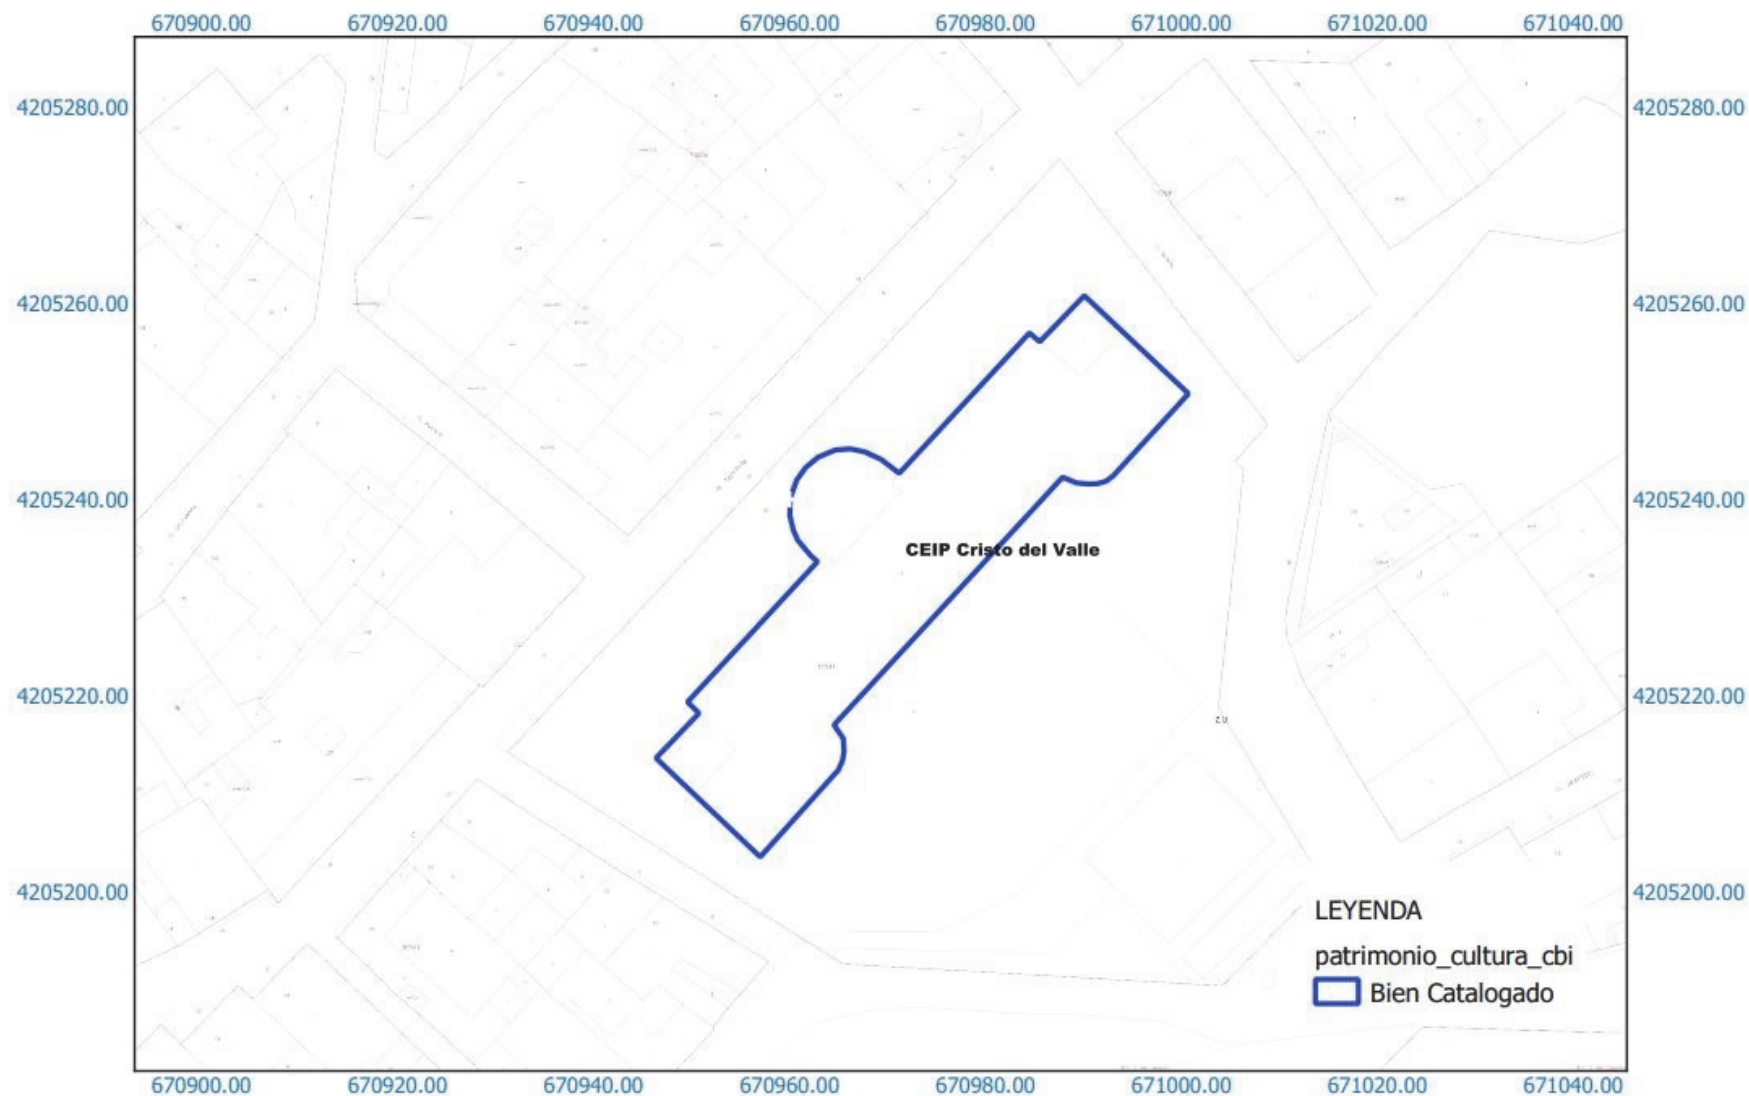 670900.00 670920.00 670940.00 670960.00 670980.00 671000.00 671020.00 671040.00
4205280.00 4205280.00
4205260.00 4205260.00
4205240.00 4205240.00
CEIP Cristo del Valle
4205220.00 4205220.00
4205200.00 4205200.00
LEYENDA
patrimonio_cultura_cbi
Bien Catalogado
670900.00 670920.00 670940.00 670960.00 670980.00 671000.00 671020.00 671040.00